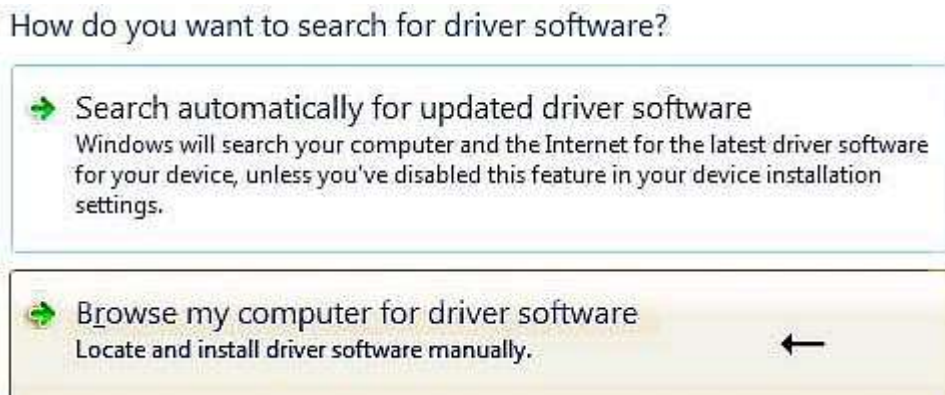 How do you want to search for driver software?
Search automatically for updated driver software
Windows will search your computer and the Internet for the latest driver software
for your device, unless you've disabled this feature in your device installation
settings.
Browse my computer for driver software
Locate and install driver software manually.